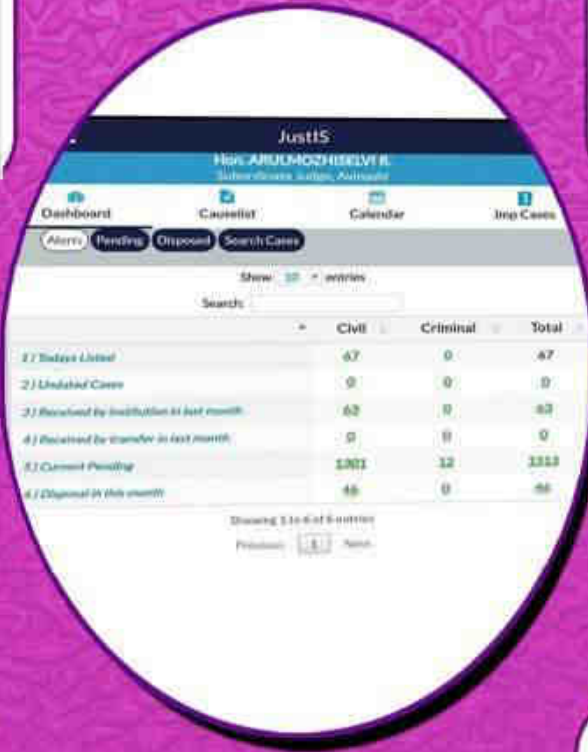 JustIS
Hon. ARULMOZHISELVI R.
Subordinate Judge, Avinashi
Dashboard Causelist Calendar Imp Cases
Alerts Pending Disposed Search Cases
Show 10 entries
Search:
Civil Criminal Total
1) Todays Listed 67 0 67
2) Undated Cases 0 0 0
3) Received by institution in last month 63 0 63
4) Received by transfer in last month 0 0 0
5) Current Pending 1301 12 1313
6) Disposal in this month 46 0 46
Showing 1 to 6 of 6 entries
Previous 1 Next